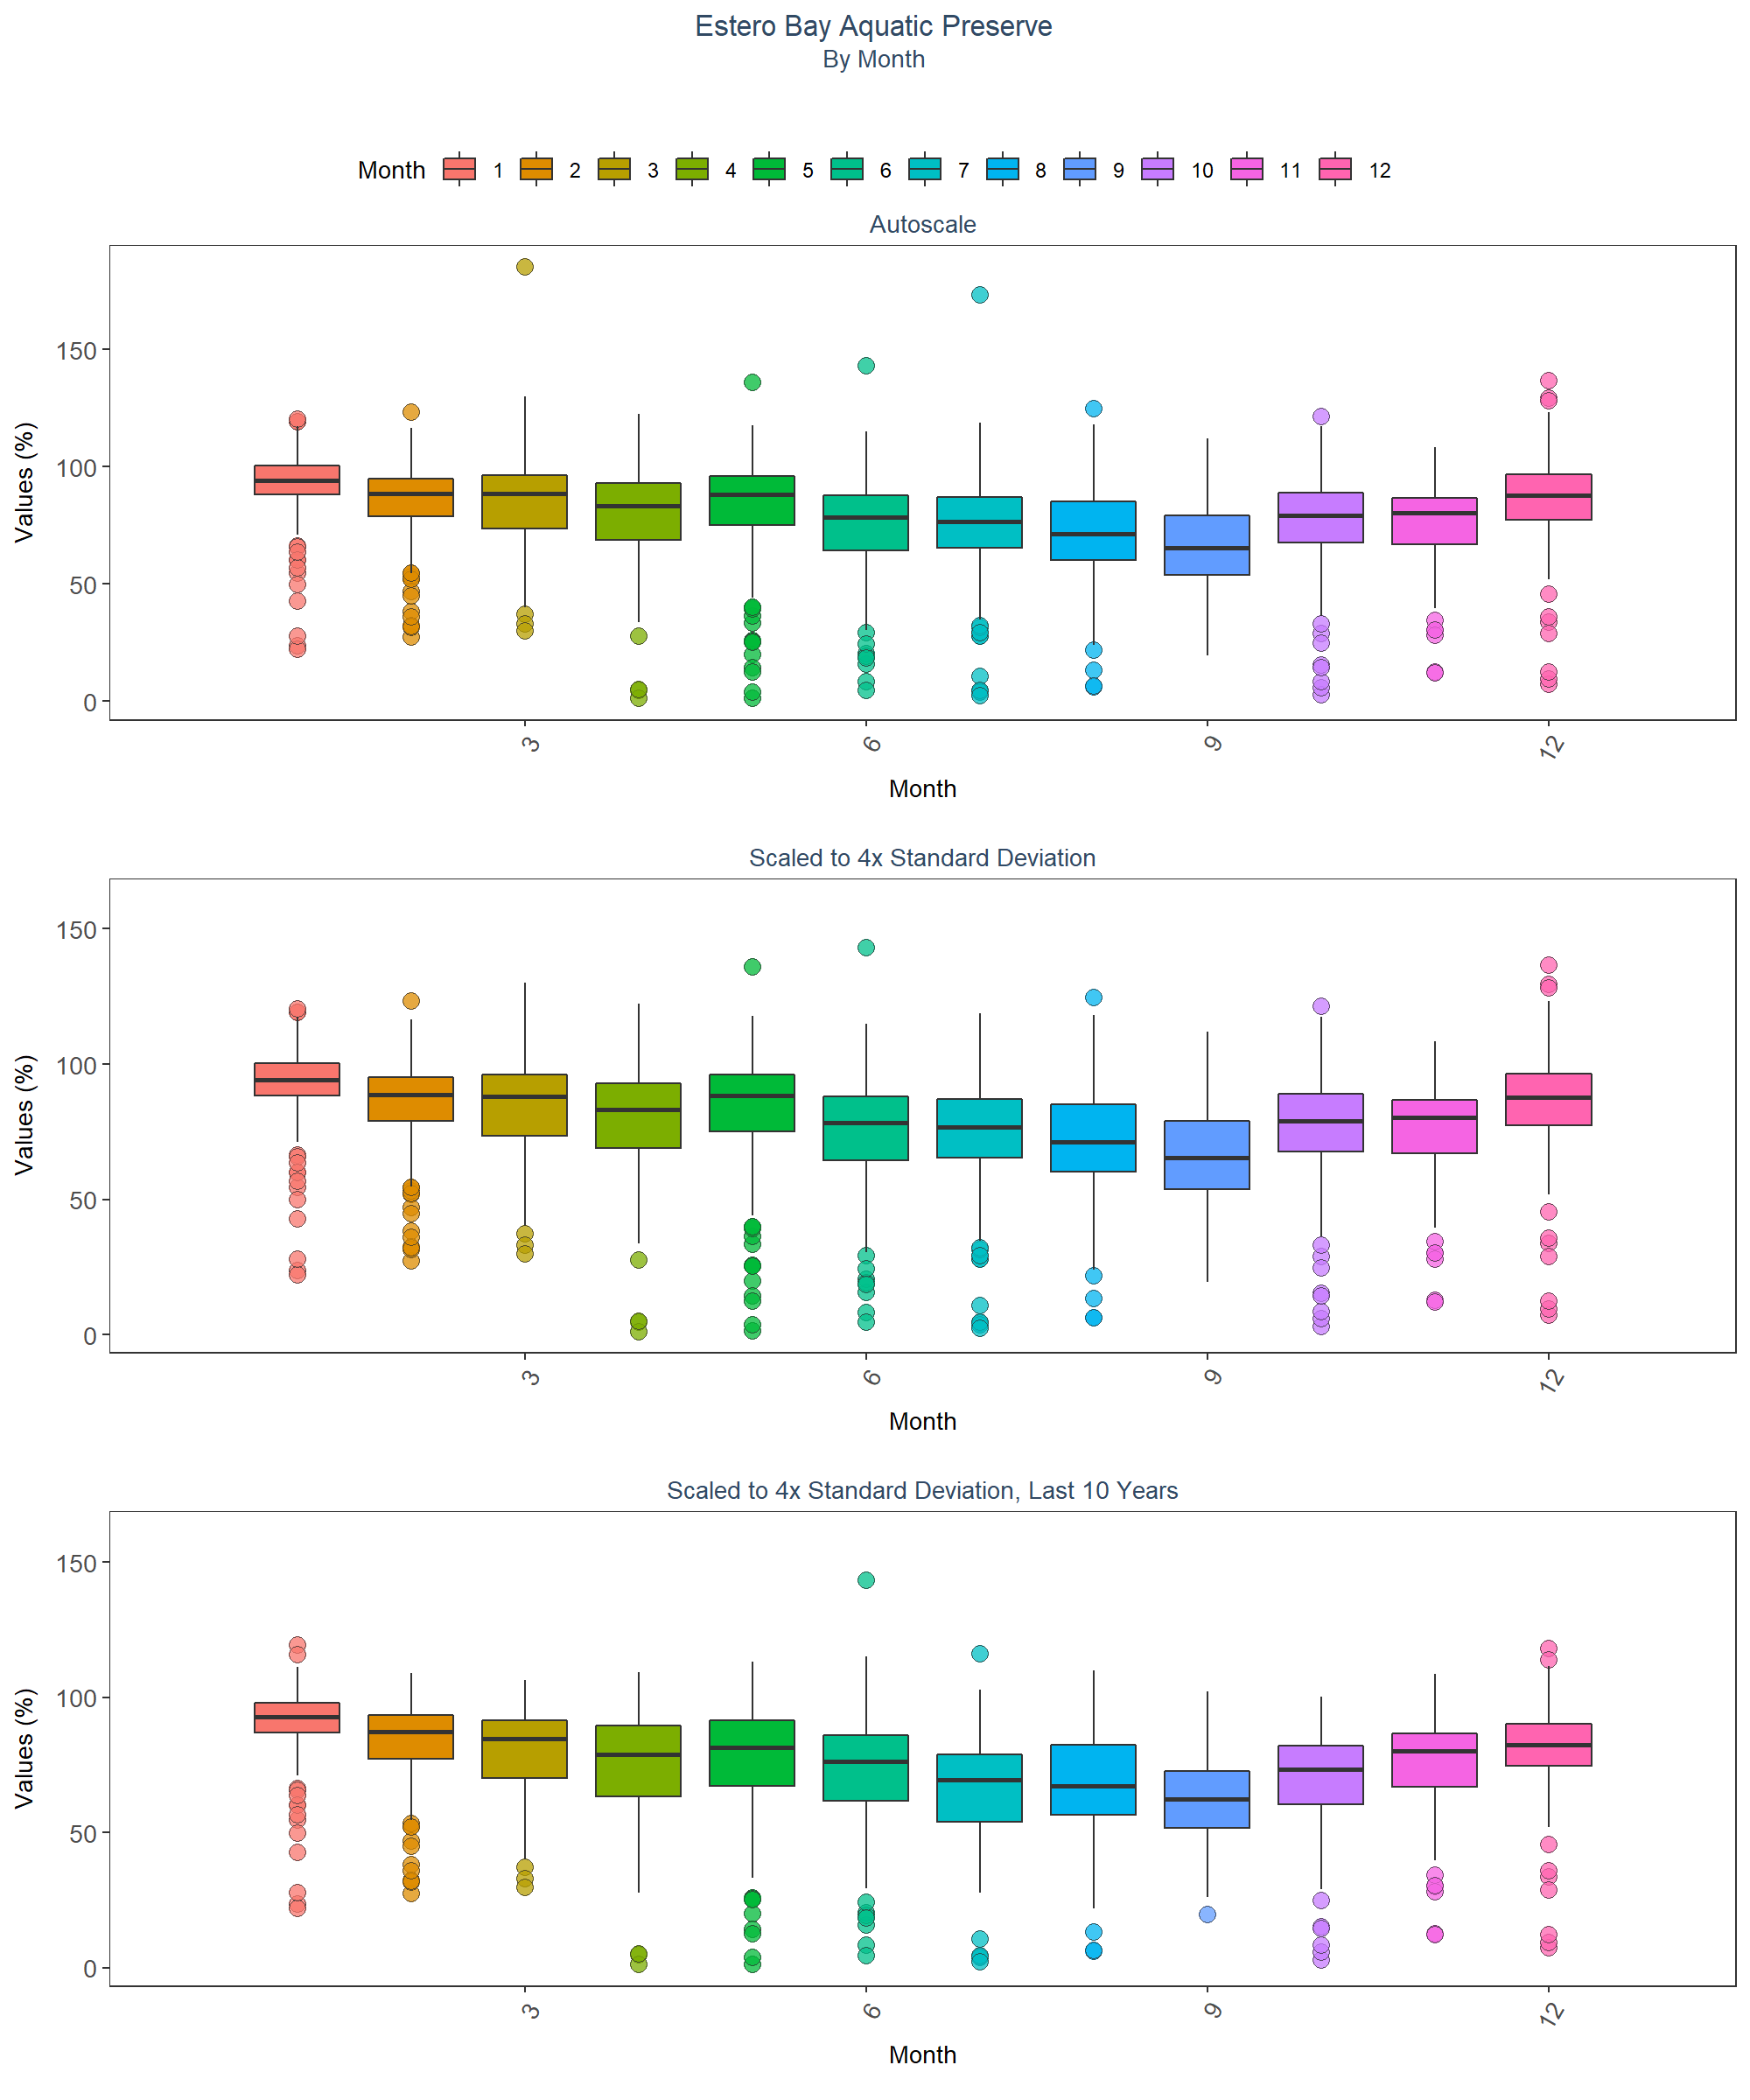 Estero Bay Aquatic Preserve
By Month
Month 1 2 3 4 5 6 7 8 9 10 11 12
Autoscale
Values (%)
150
100
50
0
3 6 9 12
Month
Scaled to 4x Standard Deviation
Values (%)
150
100
50
0
3 6 9 12
Month
Scaled to 4x Standard Deviation, Last 10 Years
Values (%)
150
100
50
0
3 6 9 12
Month